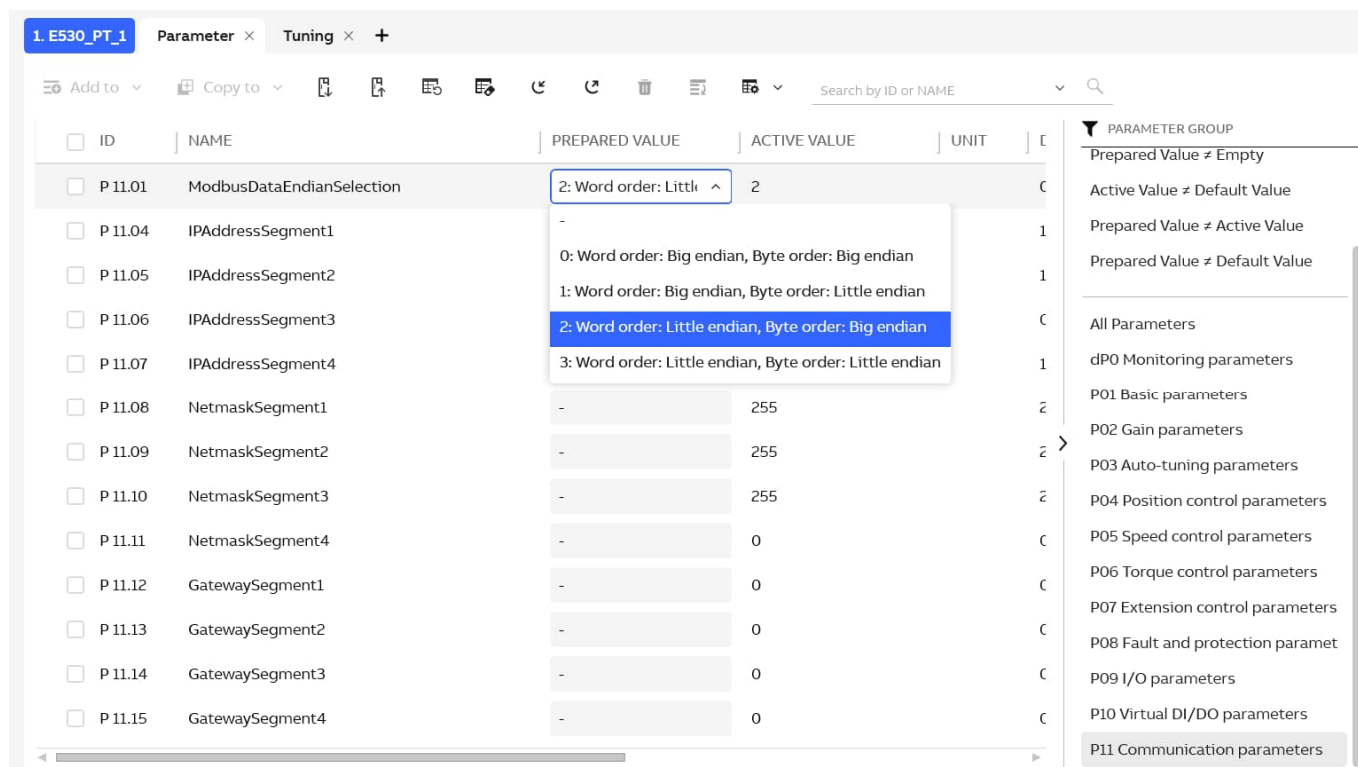 1. E530_PT_1 Parameter × Tuning × +
Add to Copy to Search by ID or NAME
ID NAME PREPARED VALUE ACTIVE VALUE UNIT
P 11.01 ModbusDataEndianSelection 2: Word order: Littl 2
-
0: Word order: Big endian, Byte order: Big endian
1: Word order: Big endian, Byte order: Little endian
2: Word order: Little endian, Byte order: Big endian
3: Word order: Little endian, Byte order: Little endian
P 11.04 IPAddressSegment1 1
P 11.05 IPAddressSegment2 1
P 11.06 IPAddressSegment3
P 11.07 IPAddressSegment4 1
P 11.08 NetmaskSegment1 - 255 2
P 11.09 NetmaskSegment2 - 255 2
P 11.10 NetmaskSegment3 - 255 2
P 11.11 NetmaskSegment4 - 0
P 11.12 GatewaySegment1 - 0
P 11.13 GatewaySegment2 - 0
P 11.14 GatewaySegment3 - 0
P 11.15 GatewaySegment4 - 0
PARAMETER GROUP
Prepared Value ≠ Empty
Active Value ≠ Default Value
Prepared Value ≠ Active Value
Prepared Value ≠ Default Value
All Parameters
dP0 Monitoring parameters
P01 Basic parameters
P02 Gain parameters
P03 Auto-tuning parameters
P04 Position control parameters
P05 Speed control parameters
P06 Torque control parameters
P07 Extension control parameters
P08 Fault and protection paramet
P09 I/O parameters
P10 Virtual DI/DO parameters
P11 Communication parameters